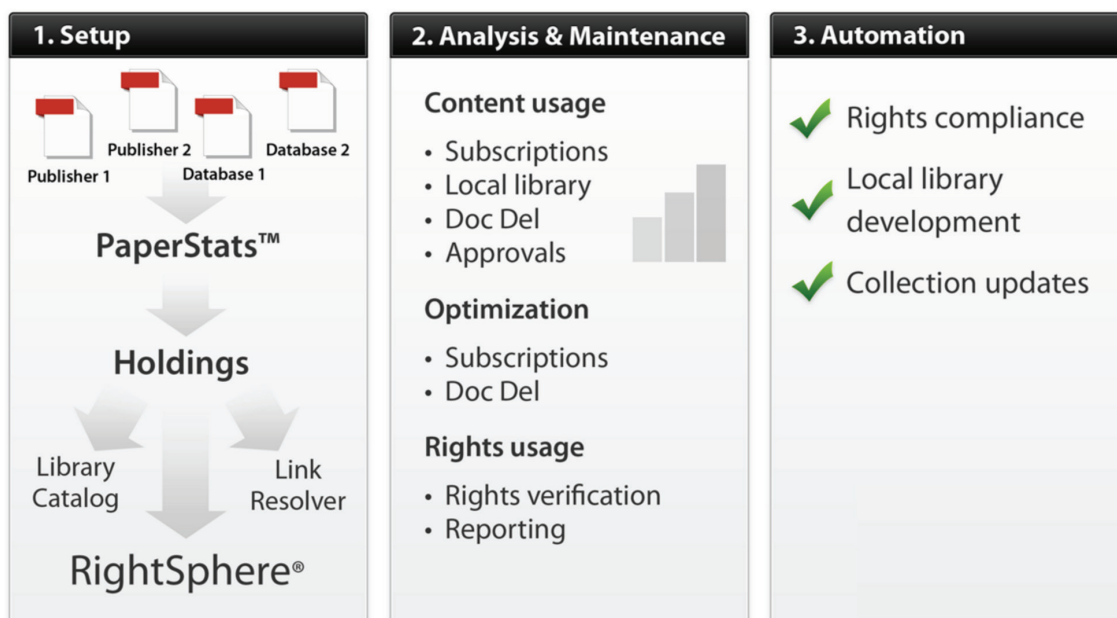 1. Setup
Publisher 1
Publisher 2
Database 1
Database 2
PaperStats™
Holdings
Library
Catalog
Link
Resolver
RightSphere®
2. Analysis & Maintenance
Content usage
• Subscriptions
• Local library
• Doc Del
• Approvals
Optimization
• Subscriptions
• Doc Del
Rights usage
• Rights verification
• Reporting
3. Automation
Rights compliance
Local library
development
Collection updates